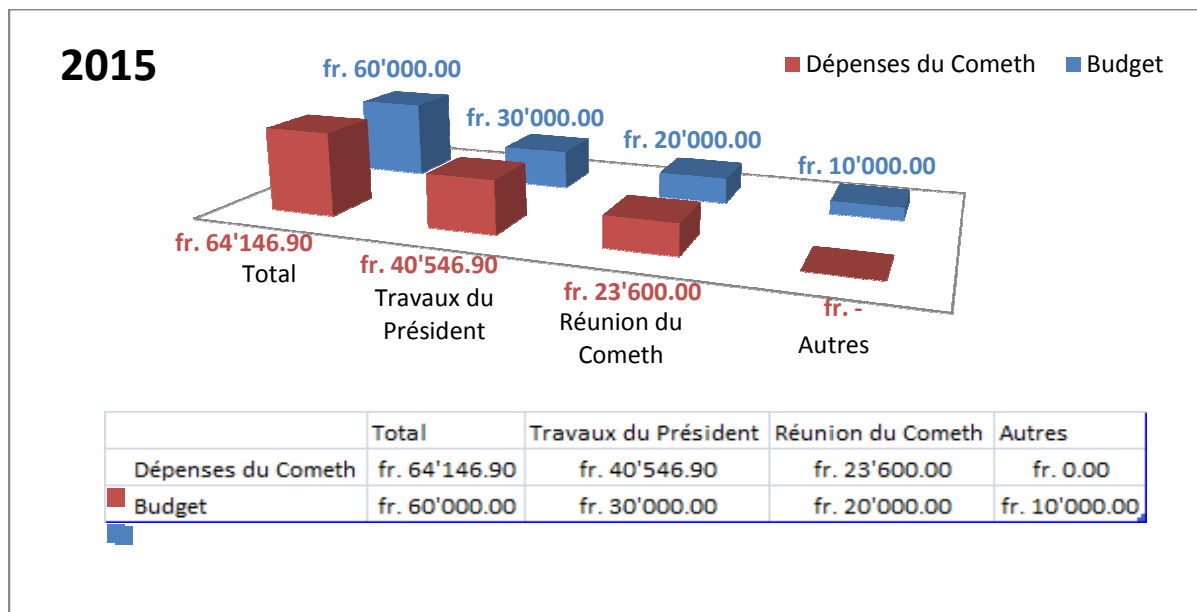 2015
Dépenses du Cometh Budget
fr. 60'000.00
fr. 30'000.00
fr. 20'000.00
fr. 10'000.00
fr. 64'146.90
fr. 40'546.90
fr. 23'600.00
fr. -
Total
Travaux du
Président
Réunion du
Cometh
Autres
Total Travaux du Président Réunion du Cometh Autres
Dépenses du Cometh fr. 64'146.90 fr. 40'546.90 fr. 23'600.00 fr. 0.00
Budget fr. 60'000.00 fr. 30'000.00 fr. 20'000.00 fr. 10'000.00